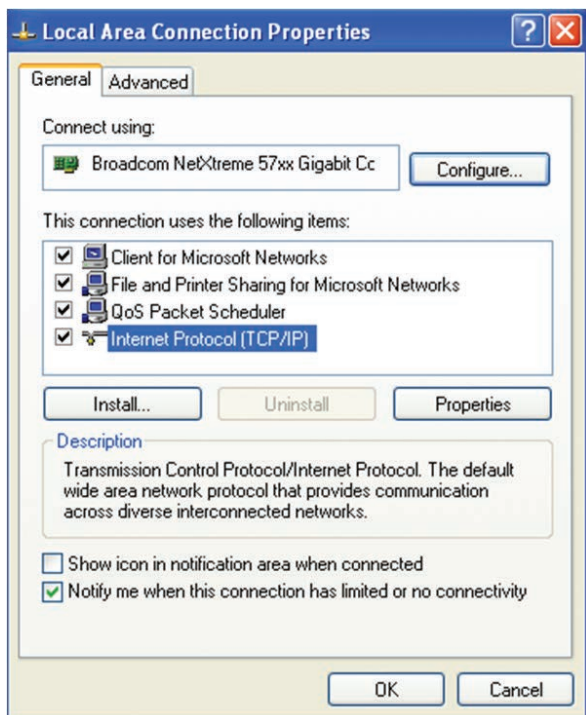 Local Area Connection Properties
General Advanced
Connect using:
Broadcom NetXtreme 57xx Gigabit Cc
Configure...
This connection uses the following items:
Client for Microsoft Networks
File and Printer Sharing for Microsoft Networks
QoS Packet Scheduler
Internet Protocol (TCP/IP)
Install... Uninstall Properties
Description
Transmission Control Protocol/Internet Protocol. The default
wide area network protocol that provides communication
across diverse interconnected networks.
Show icon in notification area when connected
Notify me when this connection has limited or no connectivity
OK Cancel